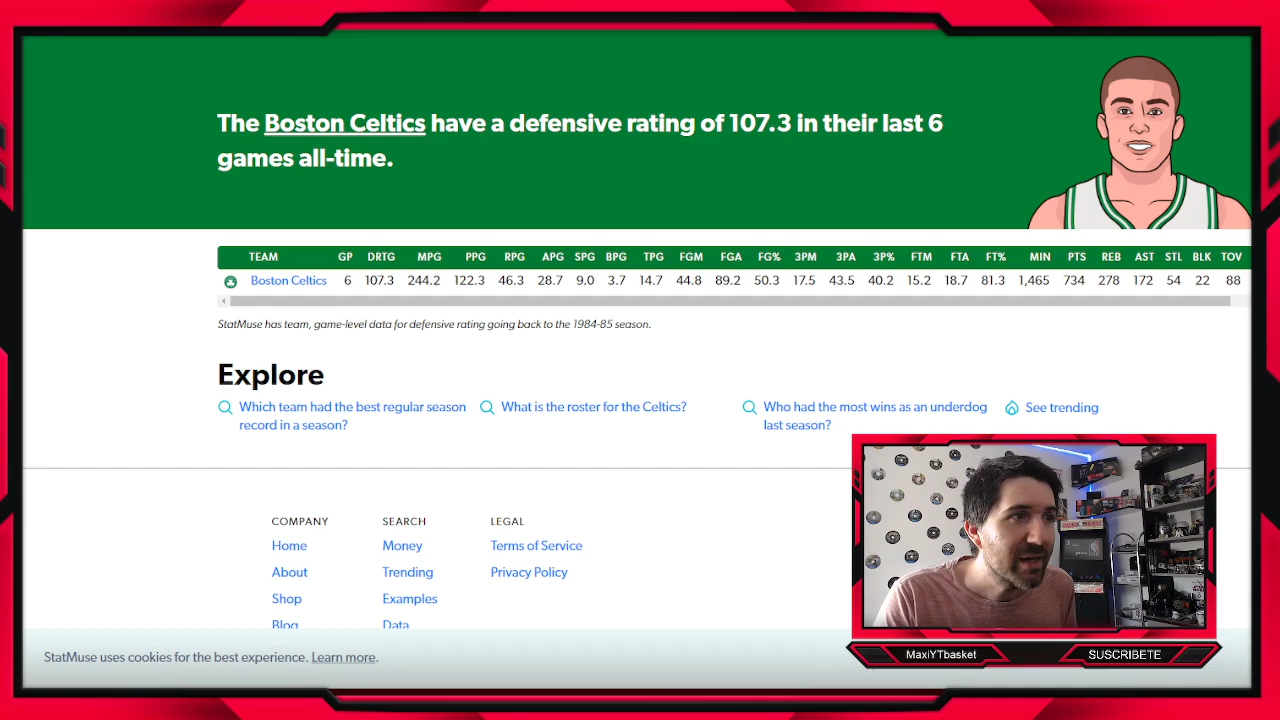 The Boston Celtics have a defensive rating of 107.3 in their last 6
games all-time.
TEAM GP DRTG MPG PPG RPG APG SPG BPG TPG FGM FGA FG% 3PM 3PA 3P% FTM FTA FT% MIN PTS REB AST STL BLK TOV
Boston Celtics 6 107.3 244.2 122.3 46.3 28.7 9.0 3.7 14.7 44.8 89.2 50.3 17.5 43.5 40.2 15.2 18.7 81.3 1,465 734 278 172 54 22 88
StatMuse has team, game-level data for defensive rating going back to the 1984-85 season.
Explore
Which team had the best regular season
record in a season?
What is the roster for the Celtics?
Who had the most wins as an underdog
last season?
See trending
COMPANY
Home
About
Shop
Blog
SEARCH
Money
Trending
Examples
Data
LEGAL
Terms of Service
Privacy Policy
StatMuse uses cookies for the best experience. Learn more.
MaxiYTbasket
SUSCRIBETE